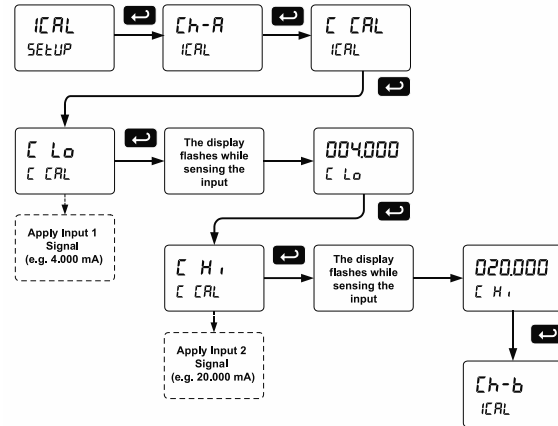 ICAL
SEtUP
Ch-A
ICAL
C CAL
ICAL
C Lo
C CAL
The display
flashes while
sensing the
input
004.000
C Lo
Apply Input 1
Signal
(e.g. 4.000 mA)
C Hi
C CAL
The display
flashes while
sensing the
input
020.000
C Hi
Apply Input 2
Signal
(e.g. 20.000 mA)
Ch-b
ICAL